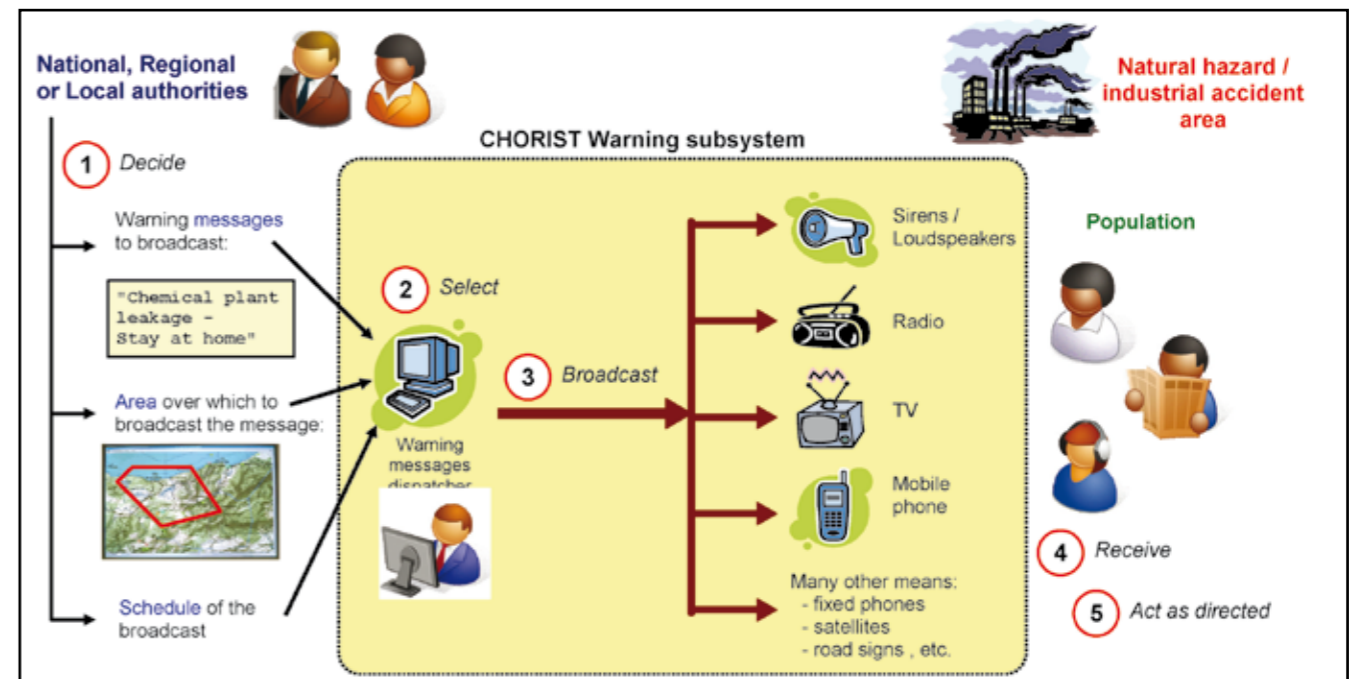 National, Regional
or Local authorities
Natural hazard /
industrial accident
area
CHORIST Warning subsystem
1 Decide
Warning messages
to broadcast:
"Chemical plant
leakage -
Stay at home"
Area over which to
broadcast the message:
Schedule of the
broadcast
2 Select
Warning
messages
dispatcher
3 Broadcast
Sirens /
Loudspeakers
Radio
TV
Mobile
phone
Many other means:
- fixed phones
- satellites
- road signs , etc.
Population
4 Receive
5 Act as directed